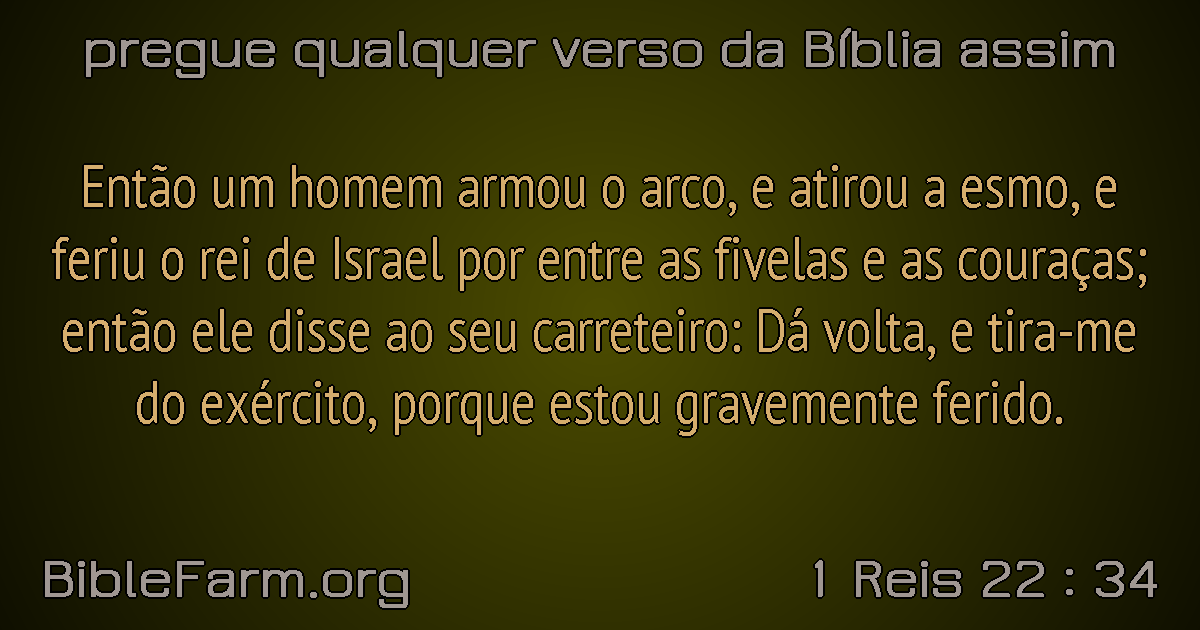 pregue qualquer verso da Bíblia assim
Então um homem armou o arco, e atirou a esmo, e
feriu o rei de Israel por entre as fivelas e as couraças;
então ele disse ao seu carreteiro: Dá volta, e tira-me
do exército, porque estou gravemente ferido.
BibleFarm.org
1 Reis 22 : 34